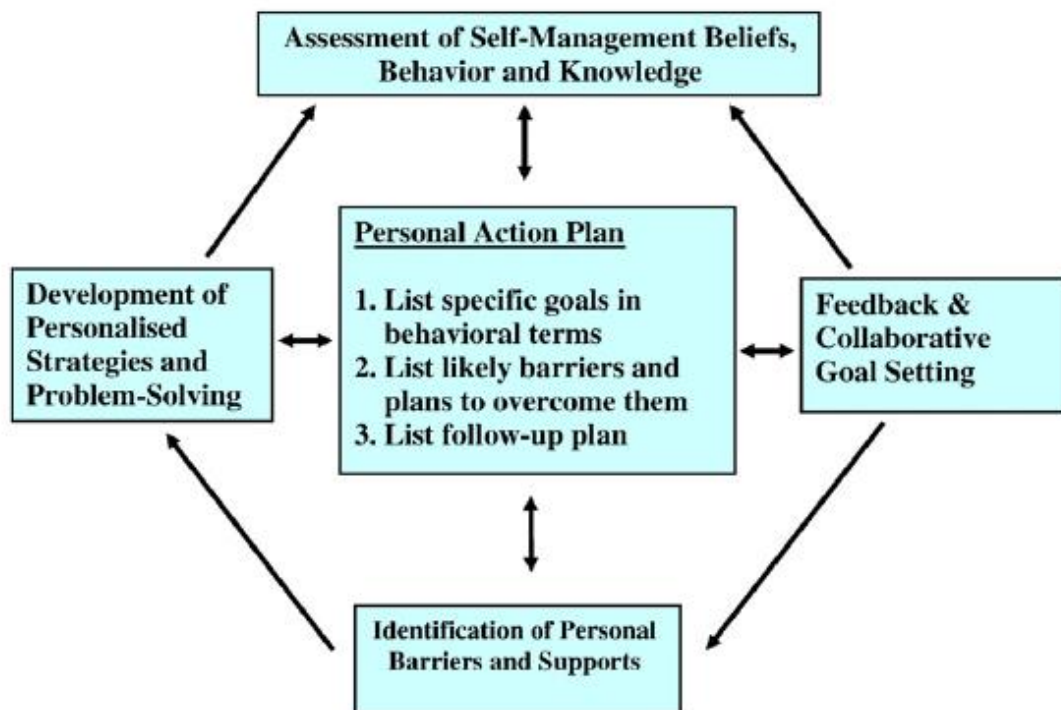 Assessment of Self-Management Beliefs,
Behavior and Knowledge
Personal Action Plan
1. List specific goals in
behavioral terms
2. List likely barriers and
plans to overcome them
3. List follow-up plan
Development of
Personalised
Strategies and
Problem-Solving
Feedback &
Collaborative
Goal Setting
Identification of Personal
Barriers and Supports